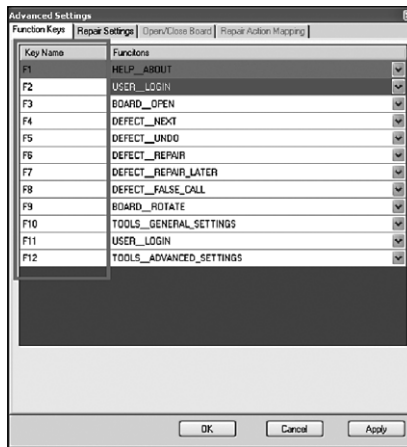 Advanced Settings
Function Keys Repair Settings Open/Close Board Repair Action Mapping
Key Name Funcitons
F1 HELP__ABOUT
F2 USER__LOGIN
F3 BOARD__OPEN
F4 DEFECT__NEXT
F5 DEFECT__UNDO
F6 DEFECT__REPAIR
F7 DEFECT__REPAIR_LATER
F8 DEFECT__FALSE_CALL
F9 BOARD__ROTATE
F10 TOOLS__GENERAL_SETTINGS
F11 USER__LOGIN
F12 TOOLS__ADVANCED_SETTINGS
OK Cancel Apply